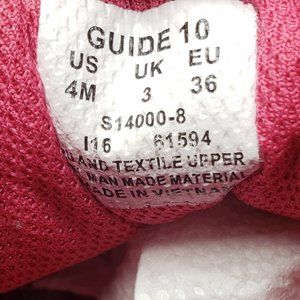 GUIDE 10
US UK EU
4M 3 36
S14000-8
I16 61594
AND TEXTILE UPPER
MAN MADE MATERIAL
MADE IN VIETNAM